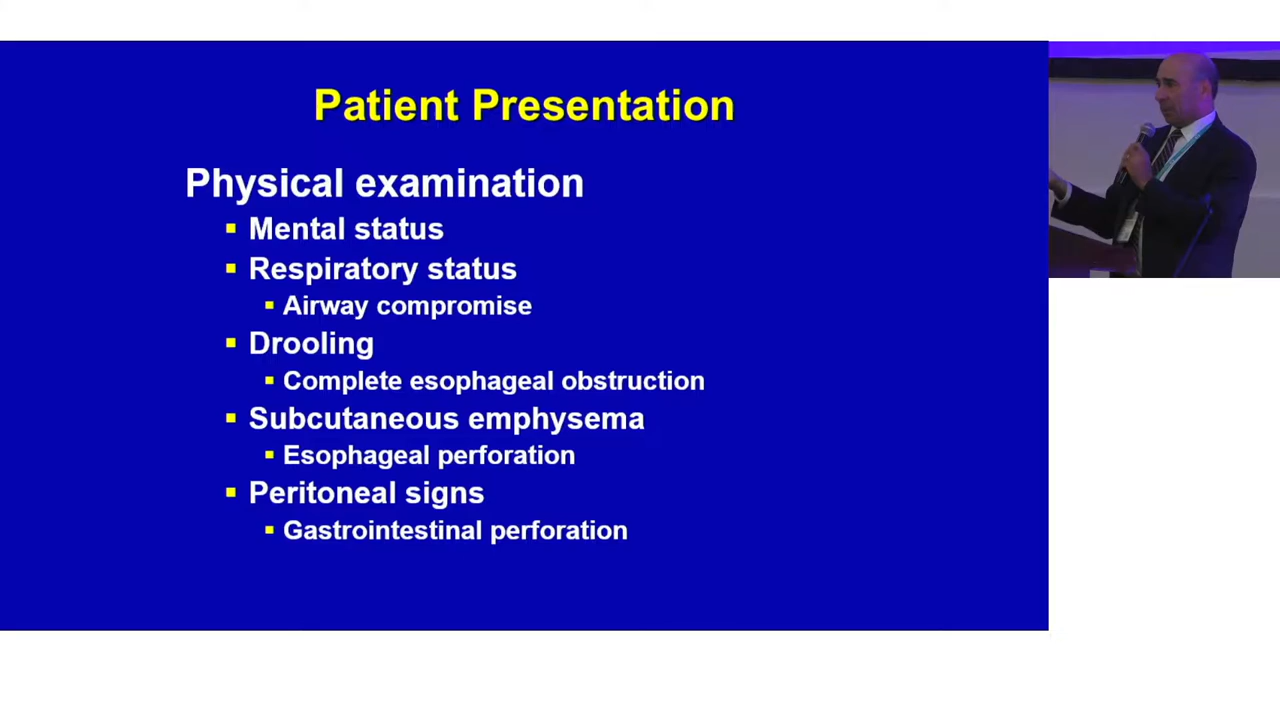 Patient Presentation
Physical examination
Mental status
Respiratory status
Airway compromise
Drooling
Complete esophageal obstruction
Subcutaneous emphysema
Esophageal perforation
Peritoneal signs
Gastrointestinal perforation